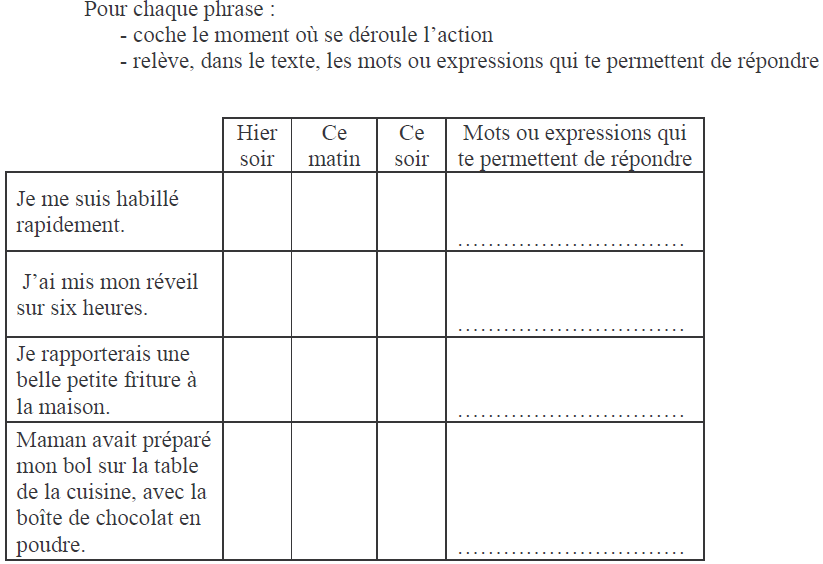 Pour chaque phrase :
- coche le moment où se déroule l’action
- relève, dans le texte, les mots ou expressions qui te permettent de répondre
Hier soir
Ce matin
Ce soir
Mots ou expressions qui
te permettent de répondre
Je me suis habillé
rapidement.
..............................
J’ai mis mon réveil
sur six heures.
..............................
Je rapporterais une
belle petite friture à
la maison.
..............................
Maman avait préparé
mon bol sur la table
de la cuisine, avec la
boîte de chocolat en
poudre.
..............................